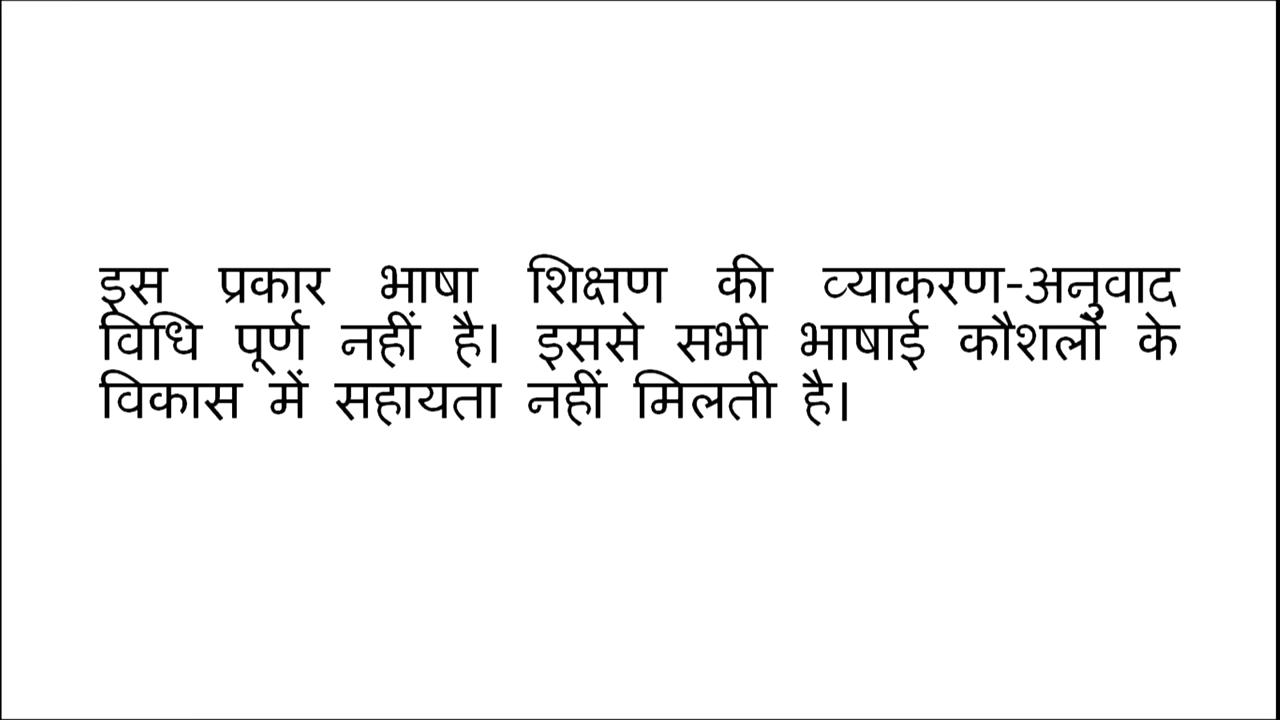 इस प्रकार भाषा शिक्षण की व्याकरण-अनुवाद
विधि पूर्ण नहीं है। इससे सभी भाषाई कौशलों के
विकास में सहायता नहीं मिलती है।